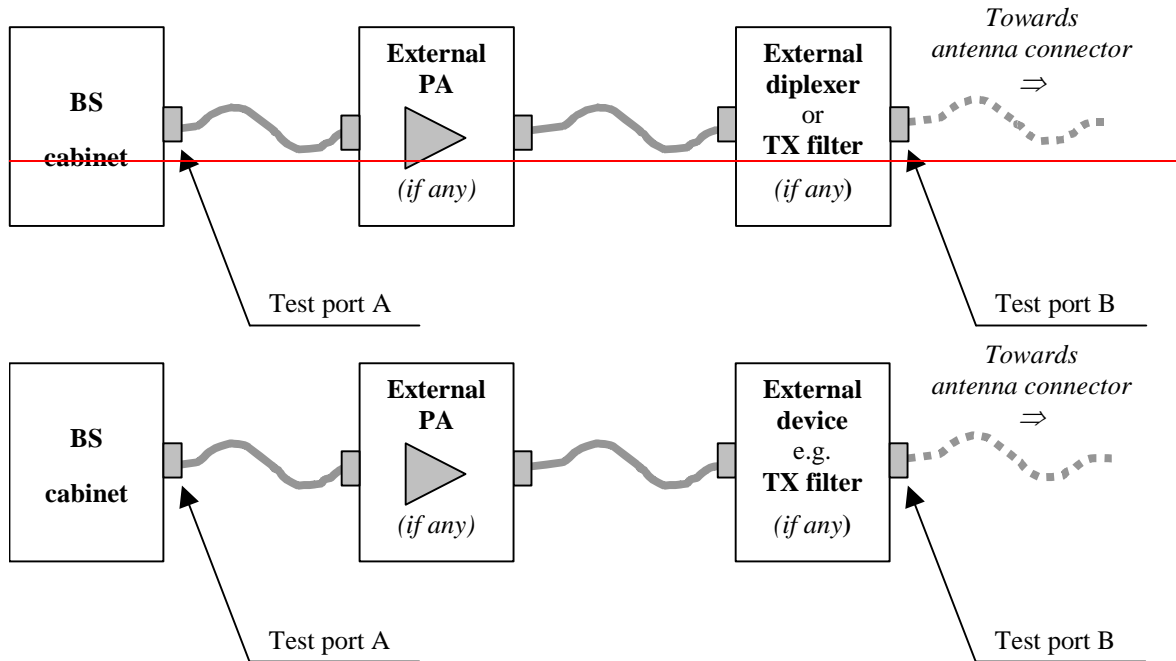 BS
cabinet
External
PA
(if any)
External
diplexer
or
TX filter
(if any)
Towards
antenna connector
⇒
Test port A
Test port B
BS
cabinet
External
PA
(if any)
External
device
e.g.
TX filter
(if any)
Towards
antenna connector
⇒
Test port A
Test port B